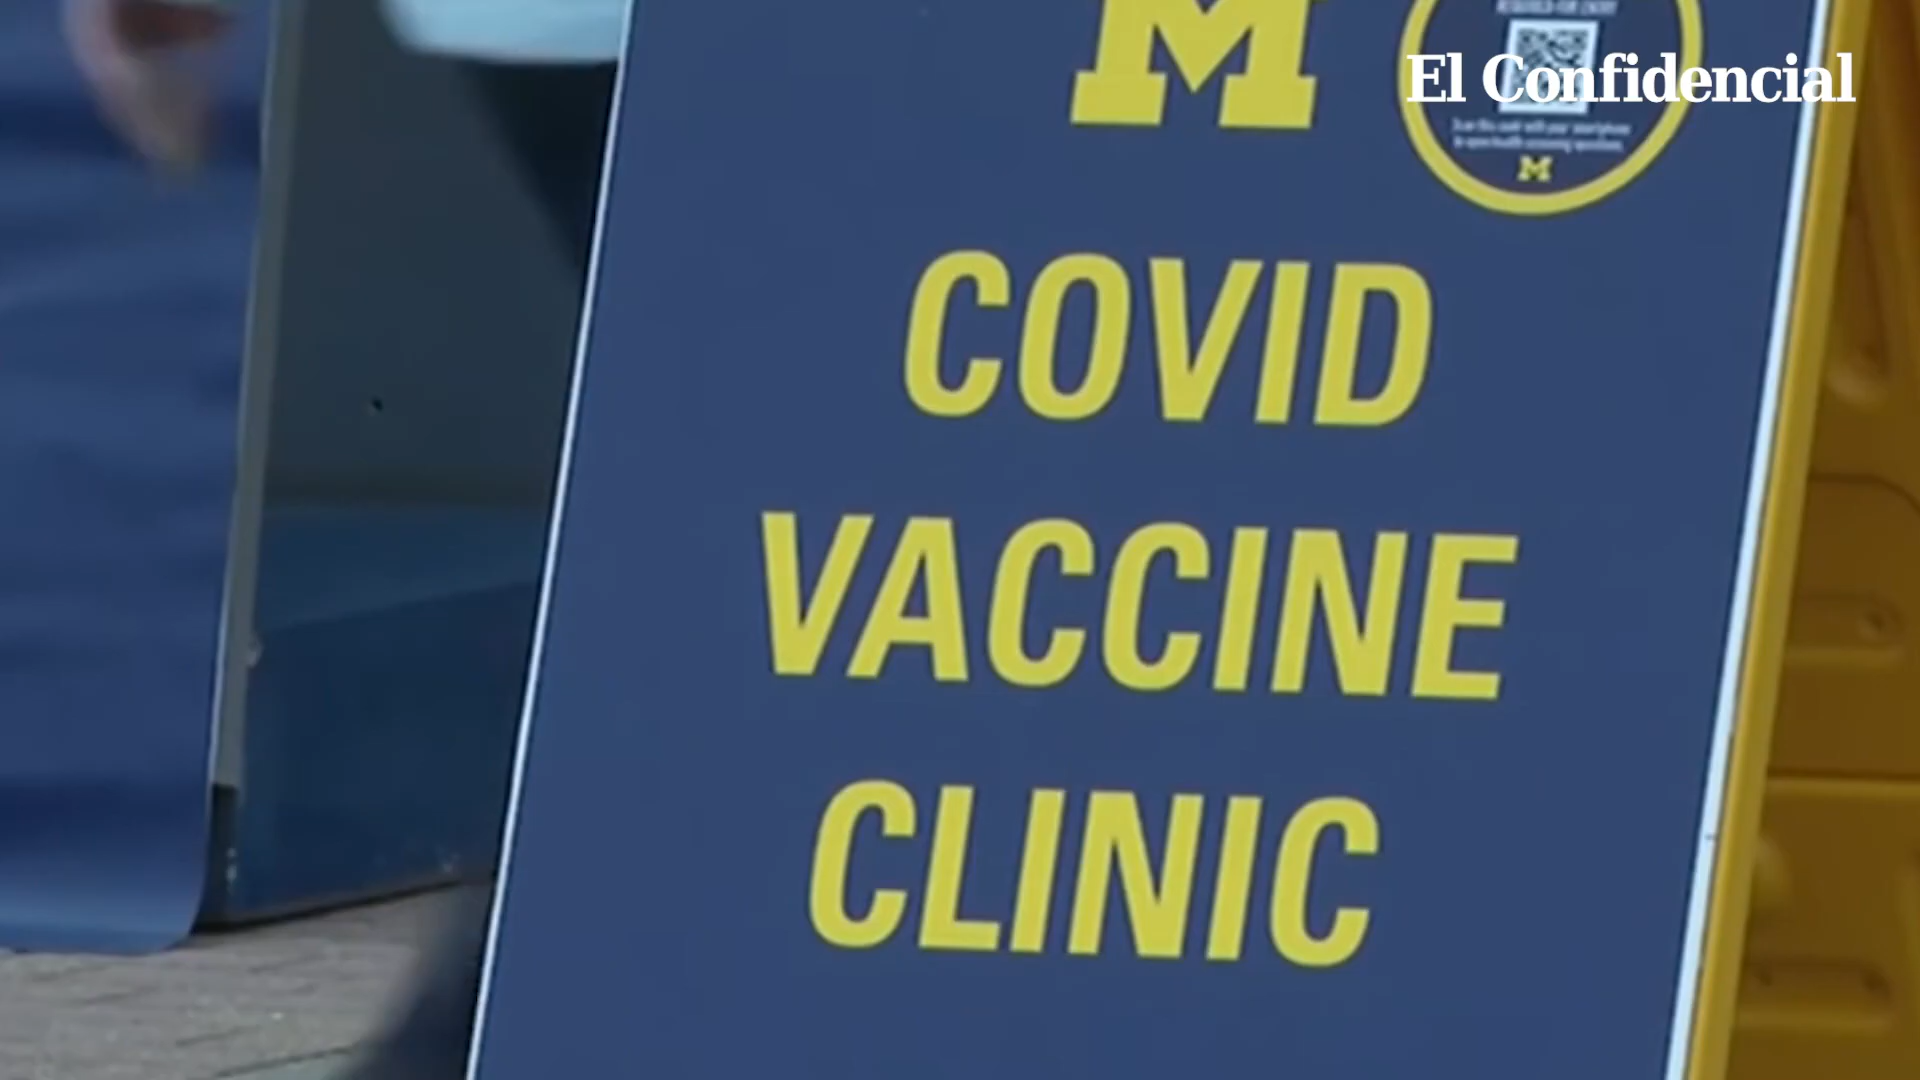 M
El Confidencial
M
COVID
VACCINE
CLINIC